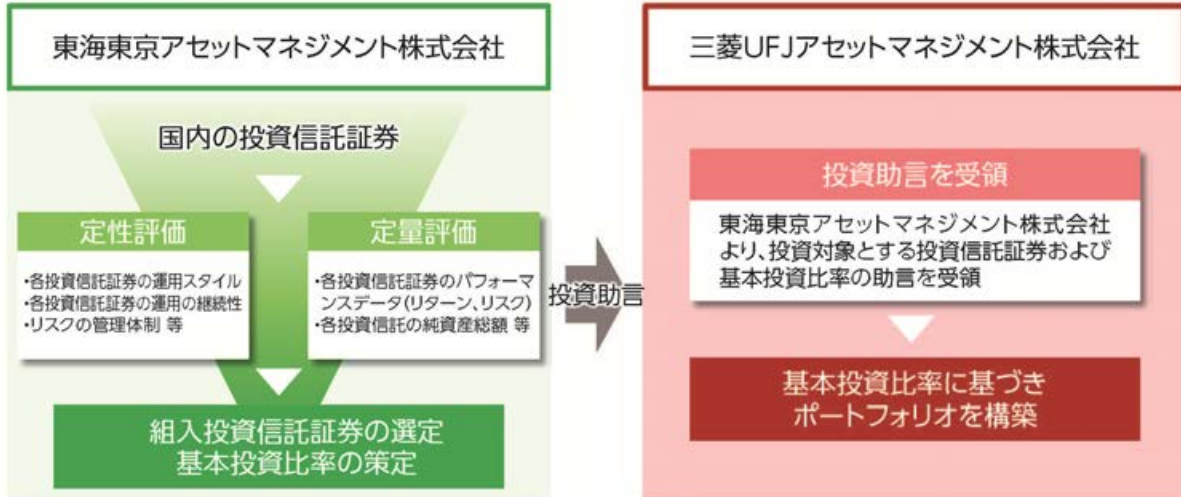 東海東京アセットマネジメント株式会社
国内の投資信託証券
定性評価
・各投資信託証券の運用スタイル
・各投資信託証券の運用の継続性
・リスクの管理体制 等
定量評価
・各投資信託証券のパフォーマ
ンスデータ(リターン、リスク)
・各投資信託の純資産総額 等
組入投資信託証券の選定
基本投資比率の策定
投資助言
三菱UFJアセットマネジメント株式会社
投資助言を受領
東海東京アセットマネジメント株式会社
より、投資対象とする投資信託証券および
基本投資比率の助言を受領
基本投資比率に基づき
ポートフォリオを構築